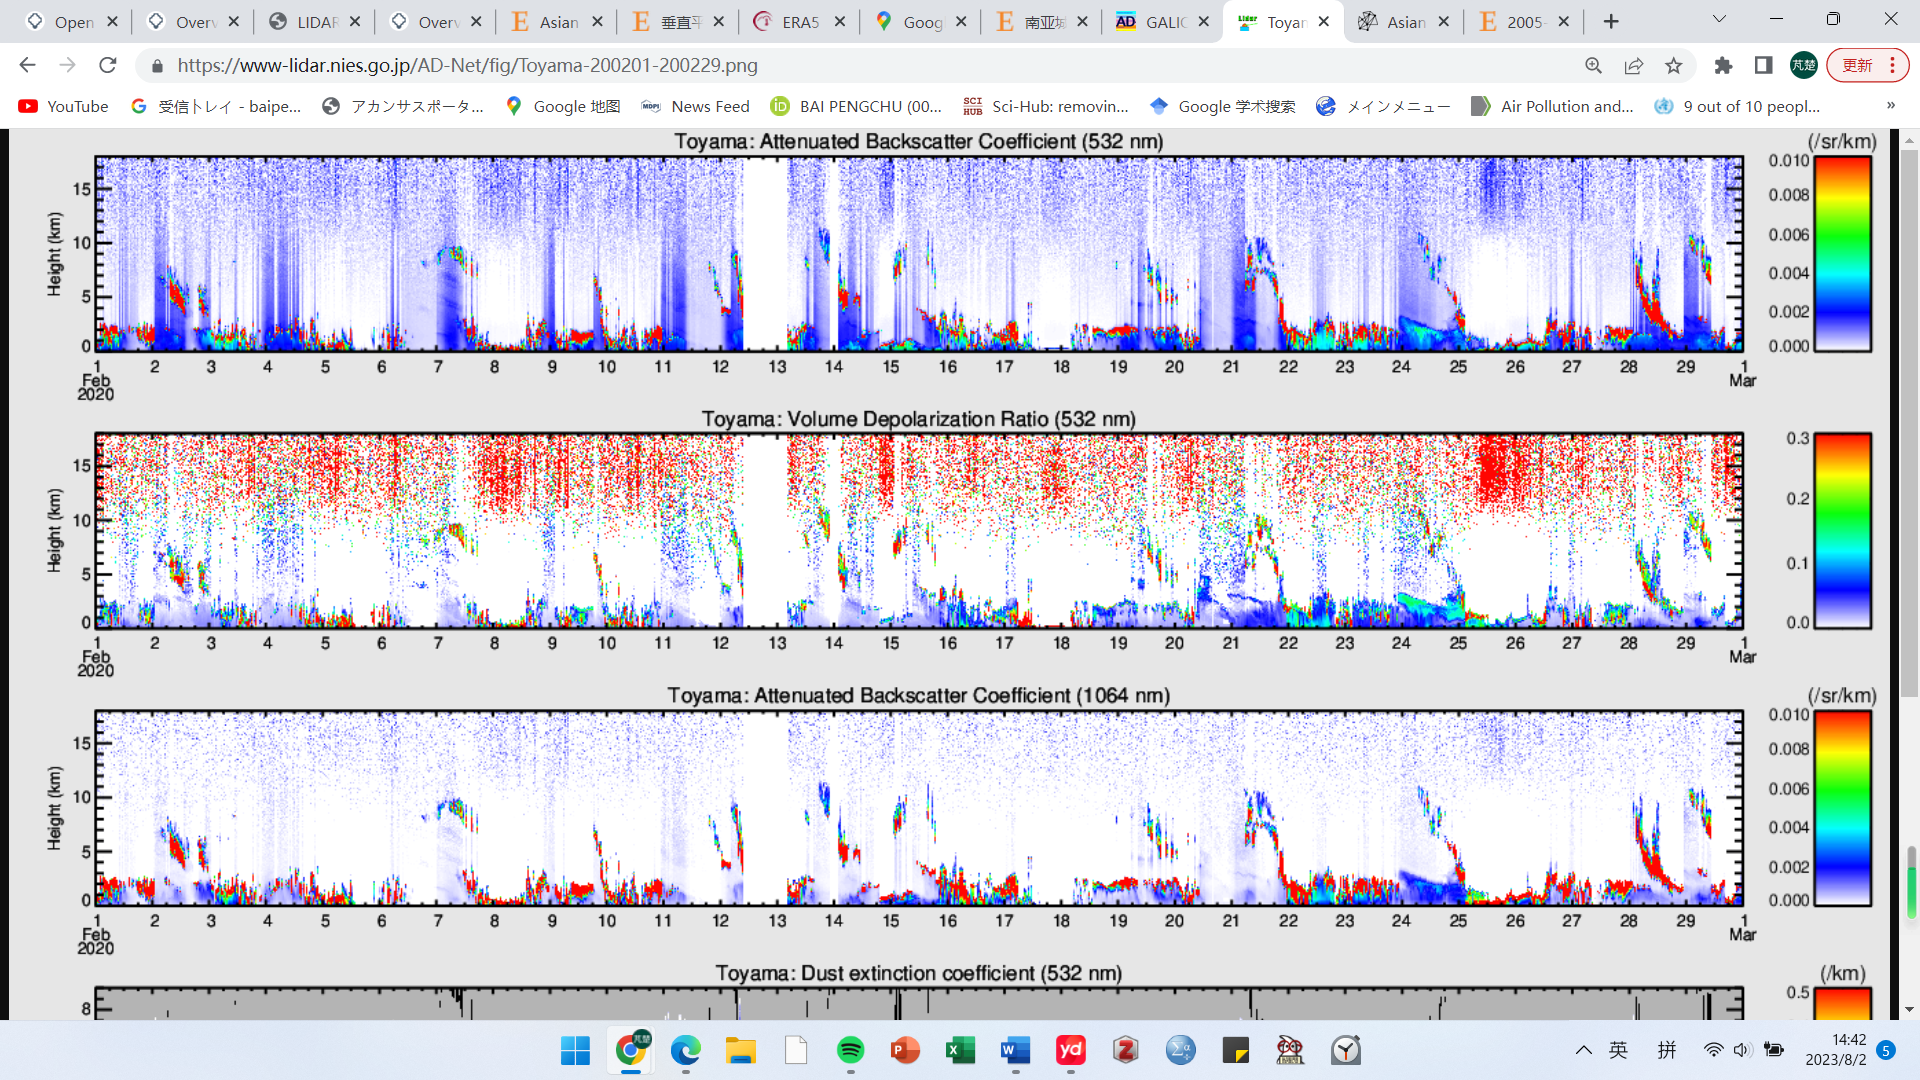 Open Overv LIDAR Overv Asian 垂直平 ERA5 Goog 南亚城 GALIC Toyan Asian 2005-
https://www-lidar.nies.go.jp/AD-Net/fig/Toyama-200201-200229.png 芃楚 更新
YouTube 受信トレイ - baipe... アカンサスポータ... Google 地图 MDPI News Feed iD BAI PENGCHU (00... SCI HUB Sci-Hub: removin... Google 学术搜索 メインメニュー Air Pollution and... 9 out of 10 peopl... »
Toyama: Attenuated Backscatter Coefficient (532 nm) (/sr/km)
15 10 5 0
Height (km)
0.010
0.008
0.006
0.004
0.002
0.000
1 2 3 4 5 6 7 8 9 10 11 12 13 14 15 16 17 18 19 20 21 22 23 24 25 26 27 28 29 1
Feb Mar
2020
Toyama: Volume Depolarization Ratio (532 nm)
15 10 5 0
Height (km)
0.3
0.2
0.1
0.0
1 2 3 4 5 6 7 8 9 10 11 12 13 14 15 16 17 18 19 20 21 22 23 24 25 26 27 28 29 1
Feb Mar
2020
Toyama: Attenuated Backscatter Coefficient (1064 nm) (/sr/km)
15 10 5 0
Height (km)
0.010
0.008
0.006
0.004
0.002
0.000
1 2 3 4 5 6 7 8 9 10 11 12 13 14 15 16 17 18 19 20 21 22 23 24 25 26 27 28 29 1
Feb Mar
2020
Toyama: Dust extinction coefficient (532 nm) (/km)
8 0.5
英 拼 14:42
2023/8/2 5